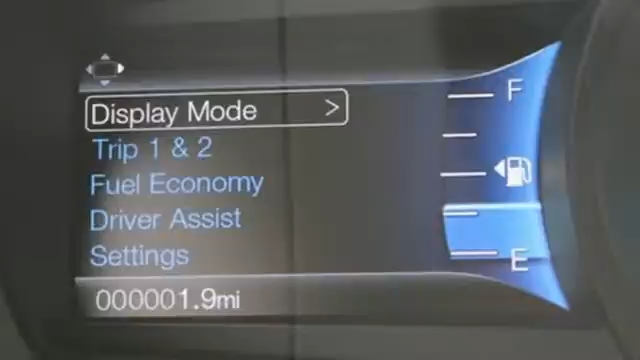 Display Mode >
Trip 1 & 2
Fuel Economy
Driver Assist
Settings
000001.9mi
F
E